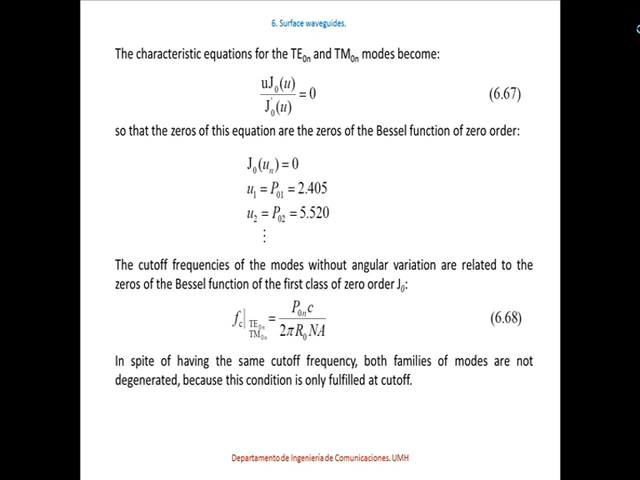 6. Surface waveguides.
The characteristic equations for the TE₀ₙ and TM₀ₙ modes become:
uJ₀(u)/J′₀(u) = 0 (6.67)
so that the zeros of this equation are the zeros of the Bessel function of zero order:
J₀(uₙ) = 0
u₁ = P₀₁ = 2.405
u₂ = P₀₂ = 5.520
⋮
The cutoff frequencies of the modes without angular variation are related to the
zeros of the Bessel function of the first class of zero order J₀:
f_c|TE₀ₙ TM₀ₙ = P₀ₙc/2πR₀NA (6.68)
In spite of having the same cutoff frequency, both families of modes are not
degenerated, because this condition is only fulfilled at cutoff.
Departamento de Ingeniería de Comunicaciones. UMH